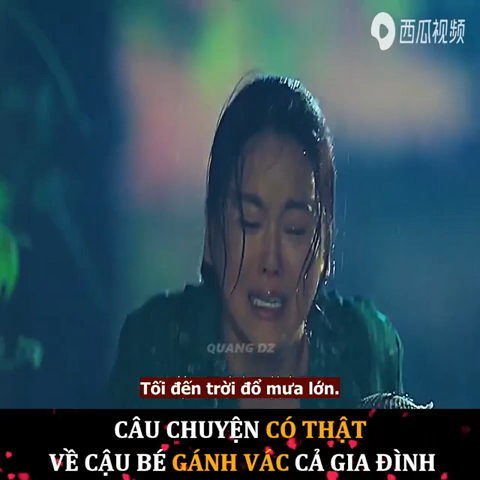 西瓜视频
QUANG DZ
Tối đến trời đổ mưa lớn.
CÂU CHUYỆN CÓ THẬT
VỀ CẬU BÉ GÁNH VÁC CẢ GIA ĐÌNH